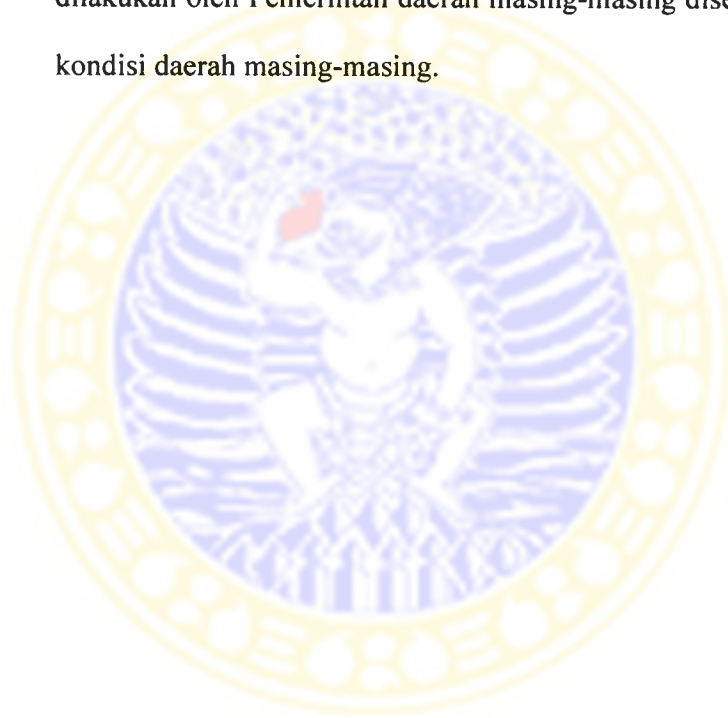 dilakukan oleh Pemerintah daerah masing-masing
kondisi daerah masing-masing.